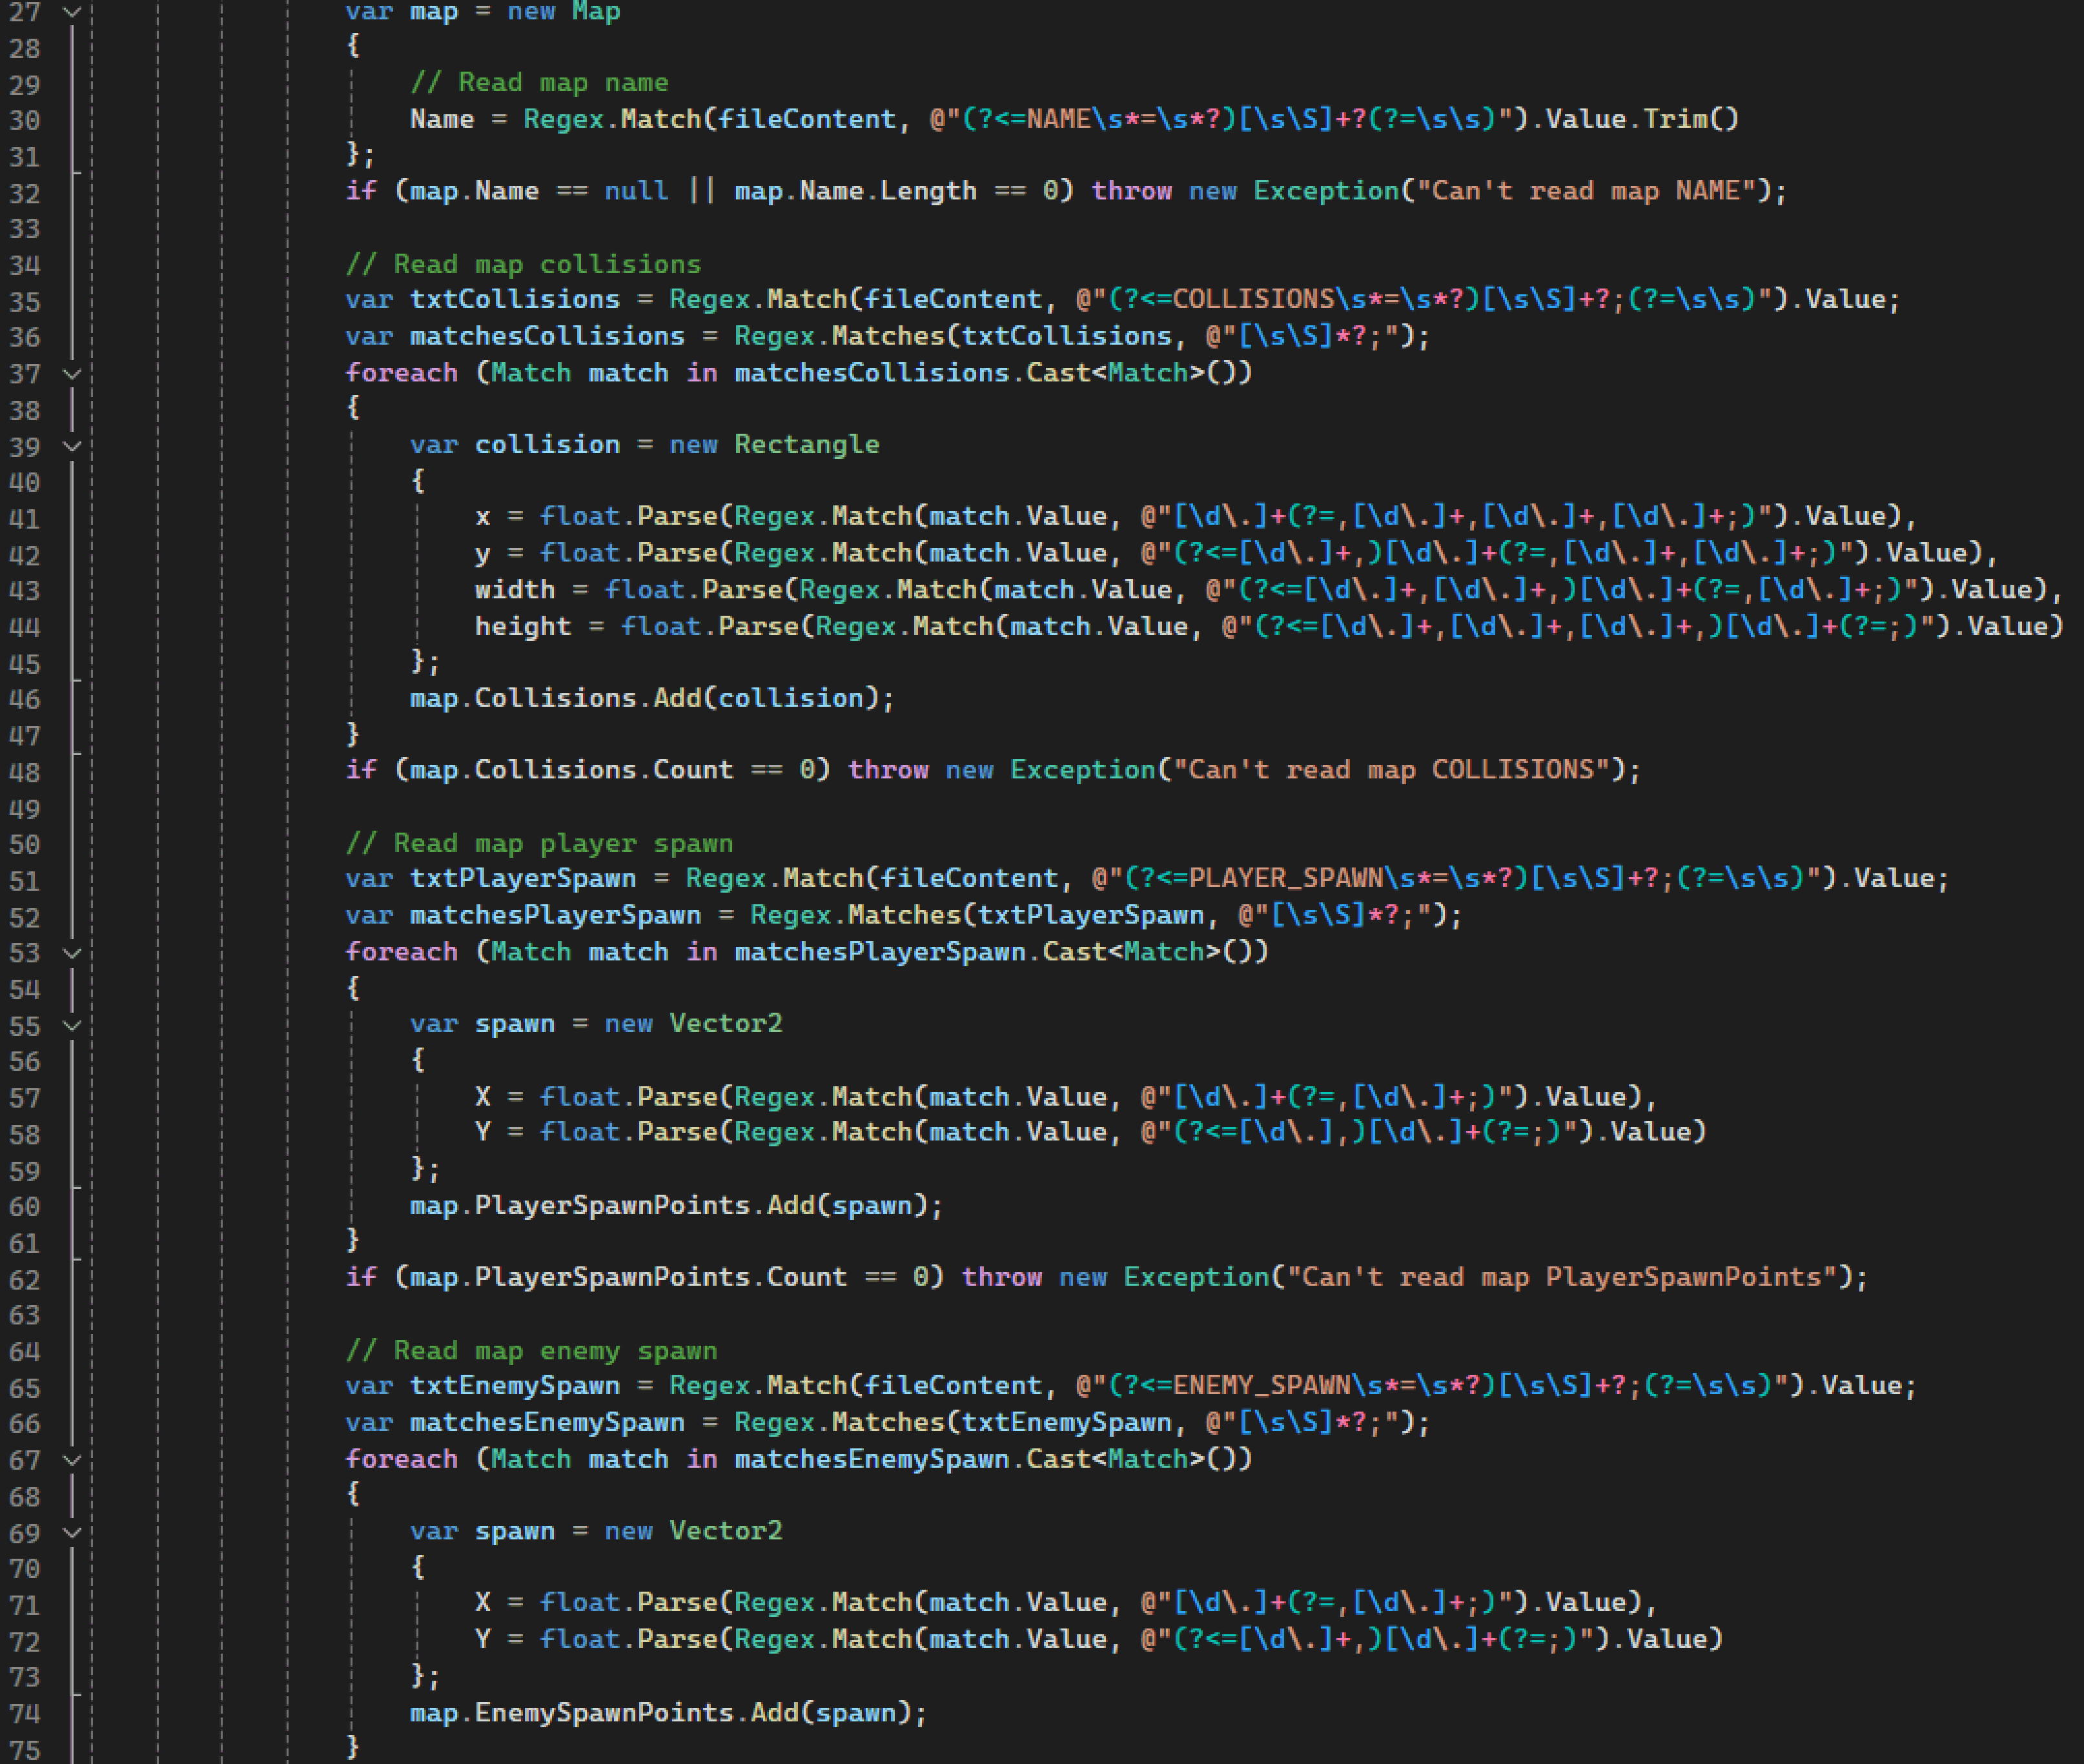 27 var map = new Map
28 {
29 // Read map name
30 Name = Regex.Match(fileContent, @"(?<=NAME\s*=\s*?)[\s\S]+?(?=\s\s)").Value.Trim()
31 };
32 if (map.Name == null || map.Name.Length == 0) throw new Exception("Can't read map NAME");
33
34 // Read map collisions
35 var txtCollisions = Regex.Match(fileContent, @"(?<=COLLISIONS\s*=\s*?)[\s\S]+?;(?=\s\s)").Value;
36 var matchesCollisions = Regex.Matches(txtCollisions, @"[\s\S]*?;");
37 foreach (Match match in matchesCollisions.Cast<Match>())
38 {
39 var collision = new Rectangle
40 {
41 x = float.Parse(Regex.Match(match.Value, @"[\d\.]+(?=,[\d\.]+,[\d\.]+,[\d\.]+;)").Value),
42 y = float.Parse(Regex.Match(match.Value, @"(?<=[\d\.]+,)[\d\.]+(?=,[\d\.]+,[\d\.]+;)").Value),
43 width = float.Parse(Regex.Match(match.Value, @"(?<=[\d\.]+,[\d\.]+,)[\d\.]+(?=,[\d\.]+;)").Value),
44 height = float.Parse(Regex.Match(match.Value, @"(?<=[\d\.]+,[\d\.]+,[\d\.]+,)[\d\.]+(?=;)").Value)
45 };
46 map.Collisions.Add(collision);
47 }
48 if (map.Collisions.Count == 0) throw new Exception("Can't read map COLLISIONS");
49
50 // Read map player spawn
51 var txtPlayerSpawn = Regex.Match(fileContent, @"(?<=PLAYER_SPAWN\s*=\s*?)[\s\S]+?;(?=\s\s)").Value;
52 var matchesPlayerSpawn = Regex.Matches(txtPlayerSpawn, @"[\s\S]*?;");
53 foreach (Match match in matchesPlayerSpawn.Cast<Match>())
54 {
55 var spawn = new Vector2
56 {
57 X = float.Parse(Regex.Match(match.Value, @"[\d\.]+(?=,[\d\.]+;)").Value),
58 Y = float.Parse(Regex.Match(match.Value, @"(?<=[\d\.],)[\d\.]+(?=;)").Value)
59 };
60 map.PlayerSpawnPoints.Add(spawn);
61 }
62 if (map.PlayerSpawnPoints.Count == 0) throw new Exception("Can't read map PlayerSpawnPoints");
63
64 // Read map enemy spawn
65 var txtEnemySpawn = Regex.Match(fileContent, @"(?<=ENEMY_SPAWN\s*=\s*?)[\s\S]+?;(?=\s\s)").Value;
66 var matchesEnemySpawn = Regex.Matches(txtEnemySpawn, @"[\s\S]*?;");
67 foreach (Match match in matchesEnemySpawn.Cast<Match>())
68 {
69 var spawn = new Vector2
70 {
71 X = float.Parse(Regex.Match(match.Value, @"[\d\.]+(?=,[\d\.]+;)").Value),
72 Y = float.Parse(Regex.Match(match.Value, @"(?<=[\d\.]+,)[\d\.]+(?=;)").Value)
73 };
74 map.EnemySpawnPoints.Add(spawn);
75 }